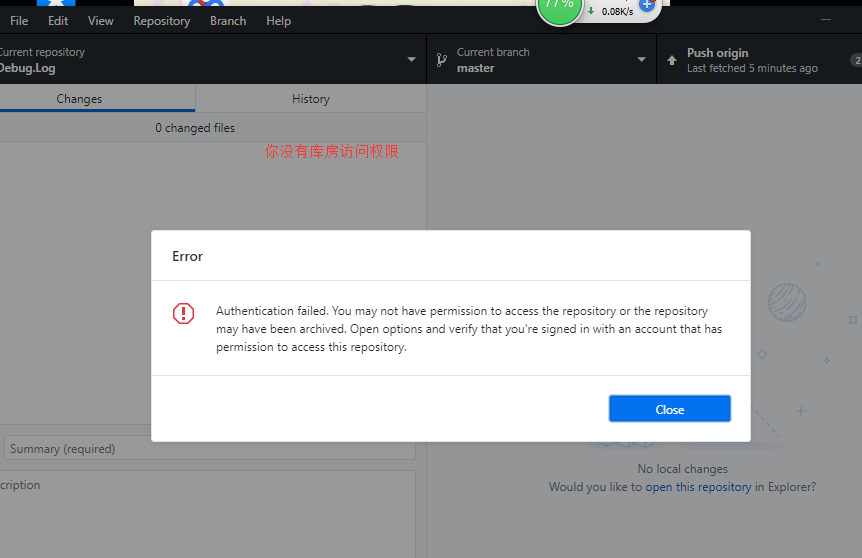 77%
0.08K/s
File Edit View Repository Branch Help
Current repository
Debug.Log
Current branch
master
Push origin
Last fetched 5 minutes ago
2
Changes History
0 changed files
你没有库房访问权限
Error
Authentication failed. You may not have permission to access the repository or the repository
may have been archived. Open options and verify that you're signed in with an account that has
permission to access this repository.
Close
Summary (required)
cription
No local changes
Would you like to open this repository in Explorer?